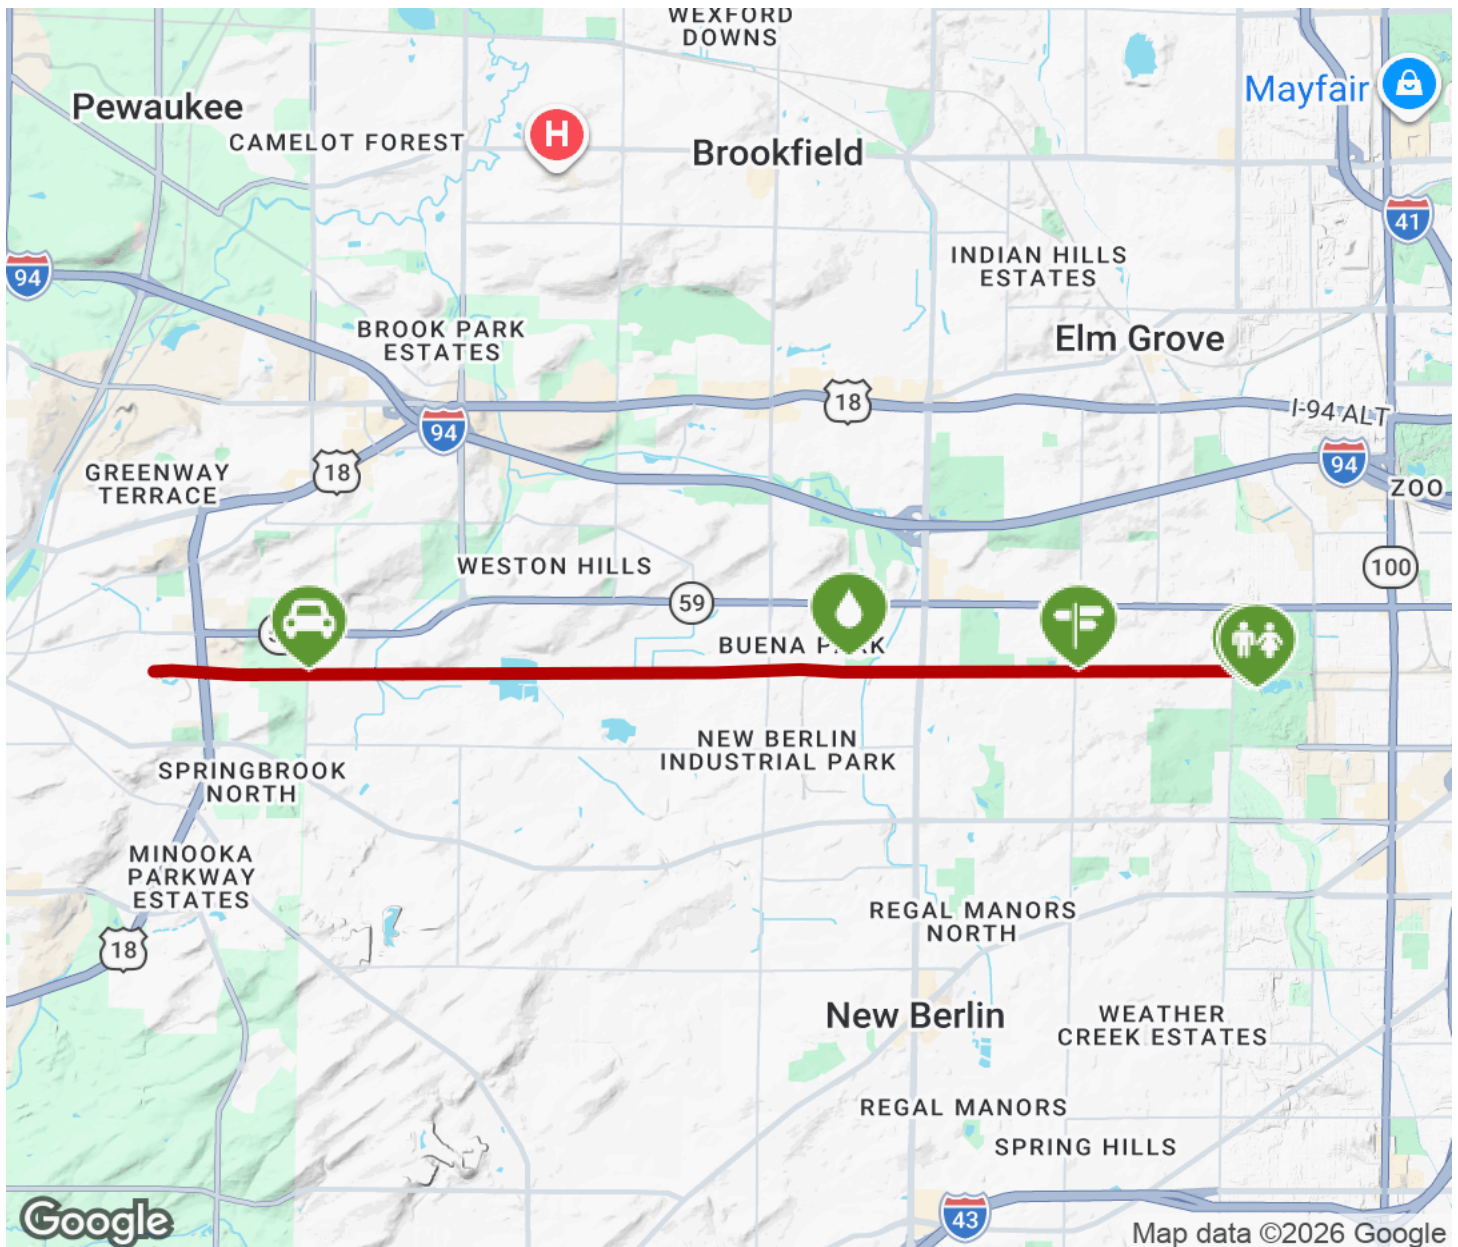 WEXFORD
DOWNS
Mayfair
Pewaukee
CAMELOT FOREST
H
Brookfield
41
INDIAN HILLS
ESTATES
94
BROOK PARK
ESTATES
Elm Grove
18
I-94 ALT
94
94
18
GREENWAY
TERRACE
ZOO
WESTON HILLS
100
59
BUENA PARK
NEW BERLIN
INDUSTRIAL PARK
SPRINGBROOK
NORTH
MINOOKA
PARKWAY
ESTATES
REGAL MANORS
NORTH
18
New Berlin
WEATHER
CREEK ESTATES
REGAL MANORS
SPRING HILLS
Google
43
Map data ©2026 Google